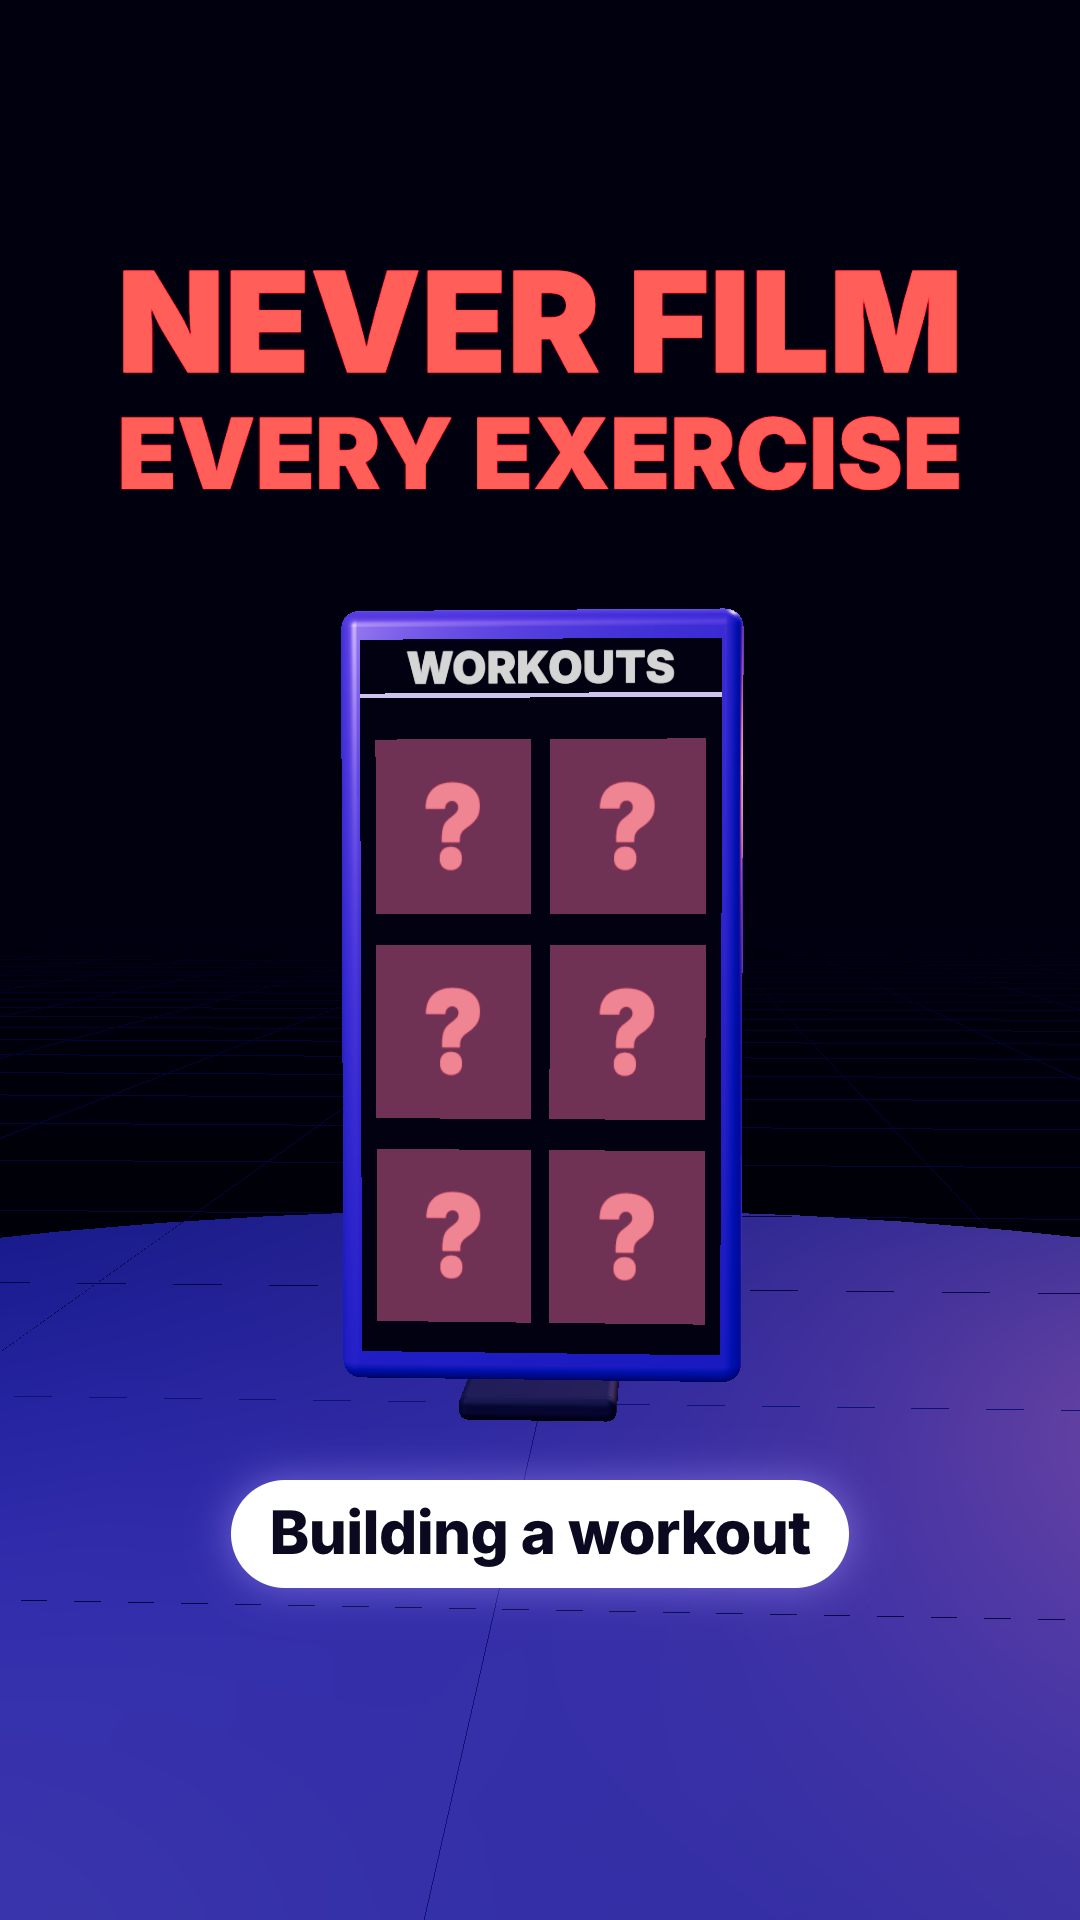 NEVER FILM
EVERY EXERCISE
WORKOUTS
? ?
? ?
? ?
Building a workout